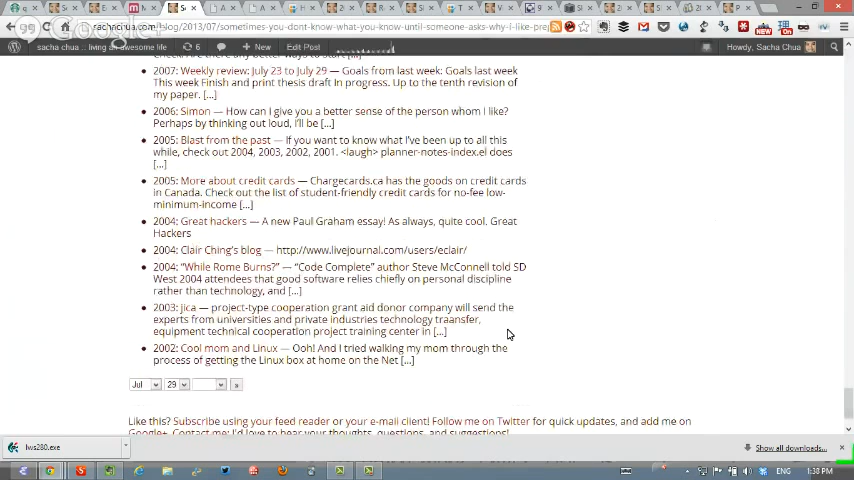 sachachua.com/blog/2013/07/sometimes-you-dont-know-what-you-know-until-someone-asks-why-i-like-pre
sacha chua :: living an awesome life
6
+ New
Edit Post
Howdy, Sacha Chua
2007: Weekly review: July 23 to July 29 — Goals from last week: Goals last week
This week Finish and print thesis draft In progress. Up to the tenth revision of
my paper. [...]
2006: Simon — How can I give you a better sense of the person whom I like?
Perhaps by thinking out loud, I'll be [...]
2005: Blast from the past — If you want to know what I've been up to all this
while, check out 2004, 2003, 2002, 2001. <laugh> planner-notes-index.el does
[...]
2005: More about credit cards — Chargecards.ca has the goods on credit cards
in Canada. Check out the list of student-friendly credit cards for no-fee low-
minimum-income [...]
2004: Great hackers — A new Paul Graham essay! As always, quite cool. Great
Hackers
2004: Clair Ching's blog — http://www.livejournal.com/users/eclair/
2004: "While Rome Burns?" — "Code Complete" author Steve McConnell told SD
West 2004 attendees that good software relies chiefly on personal discipline
rather than technology, and [...]
2003: jica — project-type cooperation grant aid donor company will send the
experts from universities and private industries technology traansfer,
equipment technical cooperation project training center in [...]
2002: Cool mom and Linux — Ooh! And I tried walking my mom through the
process of getting the Linux box at home on the Net [...]
Jul 29 »
Like this? Subscribe using your feed reader or your e-mail client! Follow me on Twitter for quick updates, and add me on
Google+. Contact me; I'd love to hear your thoughts, questions, and suggestions!
lws280.exe
Show all downloads...
ENG
1:38 PM